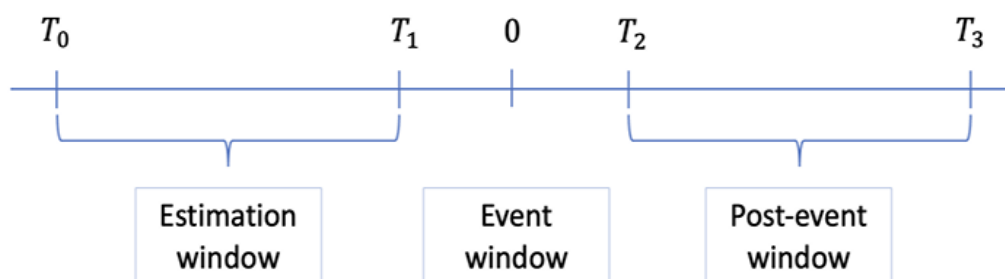 T₀ T₁ 0 T₂ T₃
Estimation
window
Event
window
Post-event
window